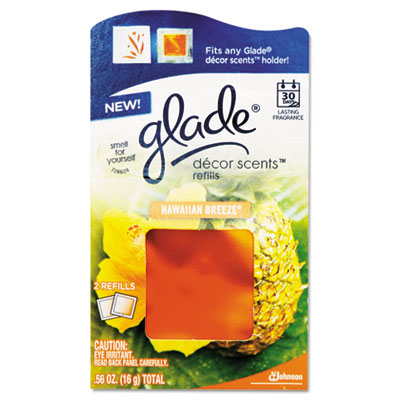 Fits any Glade®
décor scents™ holder!
NEW!
30
DAYS
LASTING
FRAGRANCE
glade®
smell
for
yourself
décor scents™
refills
HAWAIIAN BREEZE®
2 REFILLS
CAUTION:
EYE IRRITANT.
READ BACK PANEL CAREFULLY.
.56 OZ. (16 g) TOTAL
Johnson